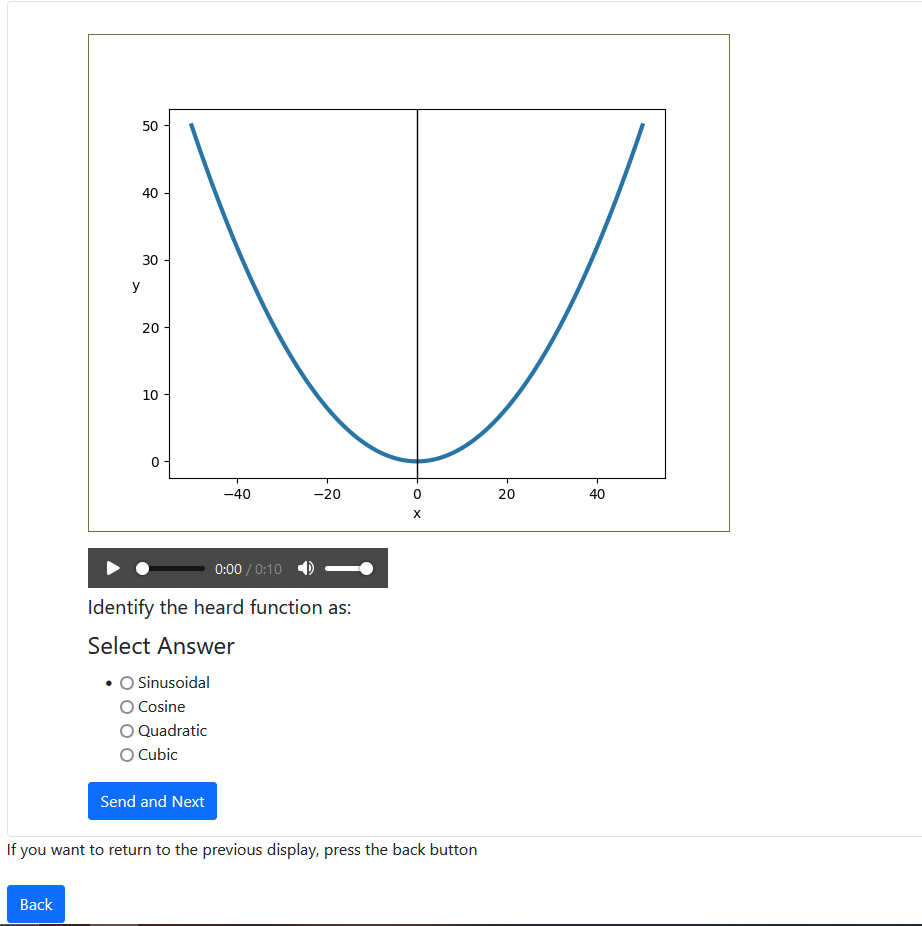 50
40
30
y
20
10
0
−40 −20 0 20 40
x
0:00 / 0:10
Identify the heard function as:
Select Answer
Sinusoidal
Cosine
Quadratic
Cubic
Send and Next
If you want to return to the previous display, press the back button
Back